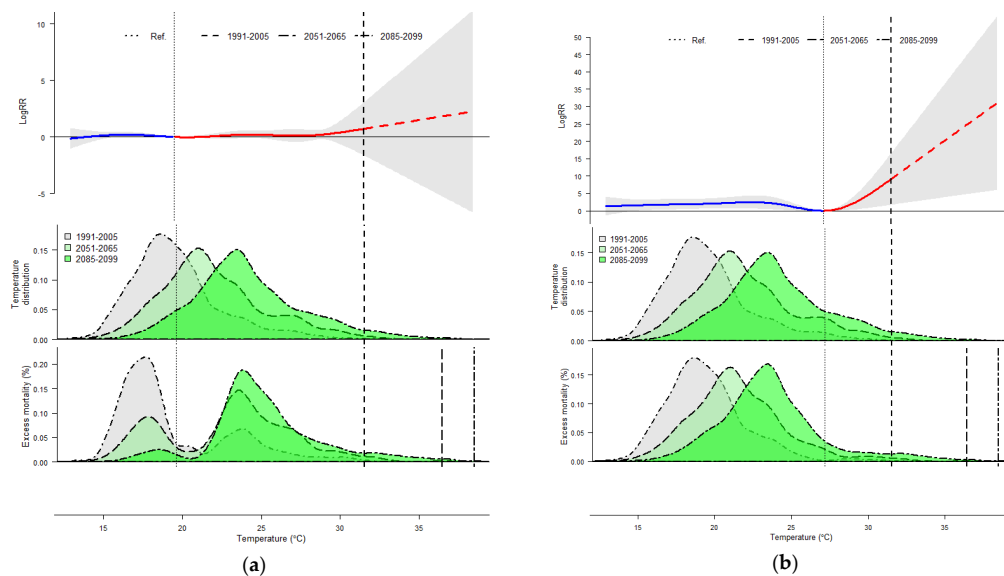 10
5
0
-5
LogRR
Ref. 1991-2005 2051-2065 2085-2099
0.15
0.10
0.05
0.00
Temperature
distribution
1991-2005
2051-2065
2085-2099
0.20
0.15
0.10
0.05
0.00
Excess mortality (%)
15 20 25 30 35
Temperature (°C)
(a)
50
45
40
35
30
25
20
15
10
5
0
LogRR
Ref. 1991-2005 2051-2065 2085-2099
0.15
0.10
0.05
0.00
Temperature
distribution
1991-2005
2051-2065
2085-2099
0.15
0.10
0.05
0.00
Excess mortality (%)
15 20 25 30 35
Temperature (°C)
(b)